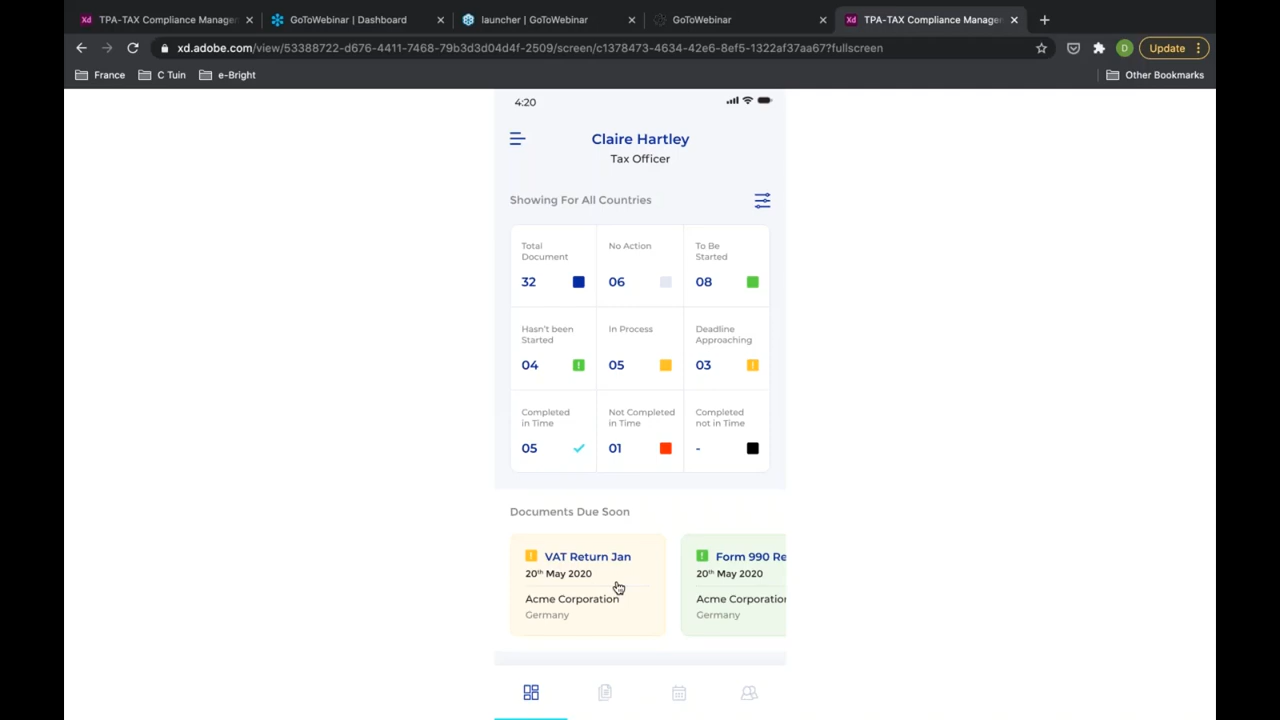 TPA-TAX Compliance Manager
GoToWebinar | Dashboard
launcher | GoToWebinar
GoToWebinar
TPA-TAX Compliance Manager
xd.adobe.com/view/53388722-d676-4411-7468-79b3d3d04d4f-2509/screen/c1378473-4634-42e6-8ef5-1322af37aa67?fullscreen
D
Update
France
C Tuin
e-Bright
Other Bookmarks
4:20
Claire Hartley
Tax Officer
Showing For All Countries
Total
Document
32
No Action
06
To Be
Started
08
Hasn't been
Started
04
!
In Process
05
Deadline
Approaching
03
!
Completed
in Time
05
Not Completed
in Time
01
Completed
not in Time
-
Documents Due Soon
! VAT Return Jan
20th May 2020
Acme Corporation
Germany
! Form 990 Re
20th May 2020
Acme Corporation
Germany